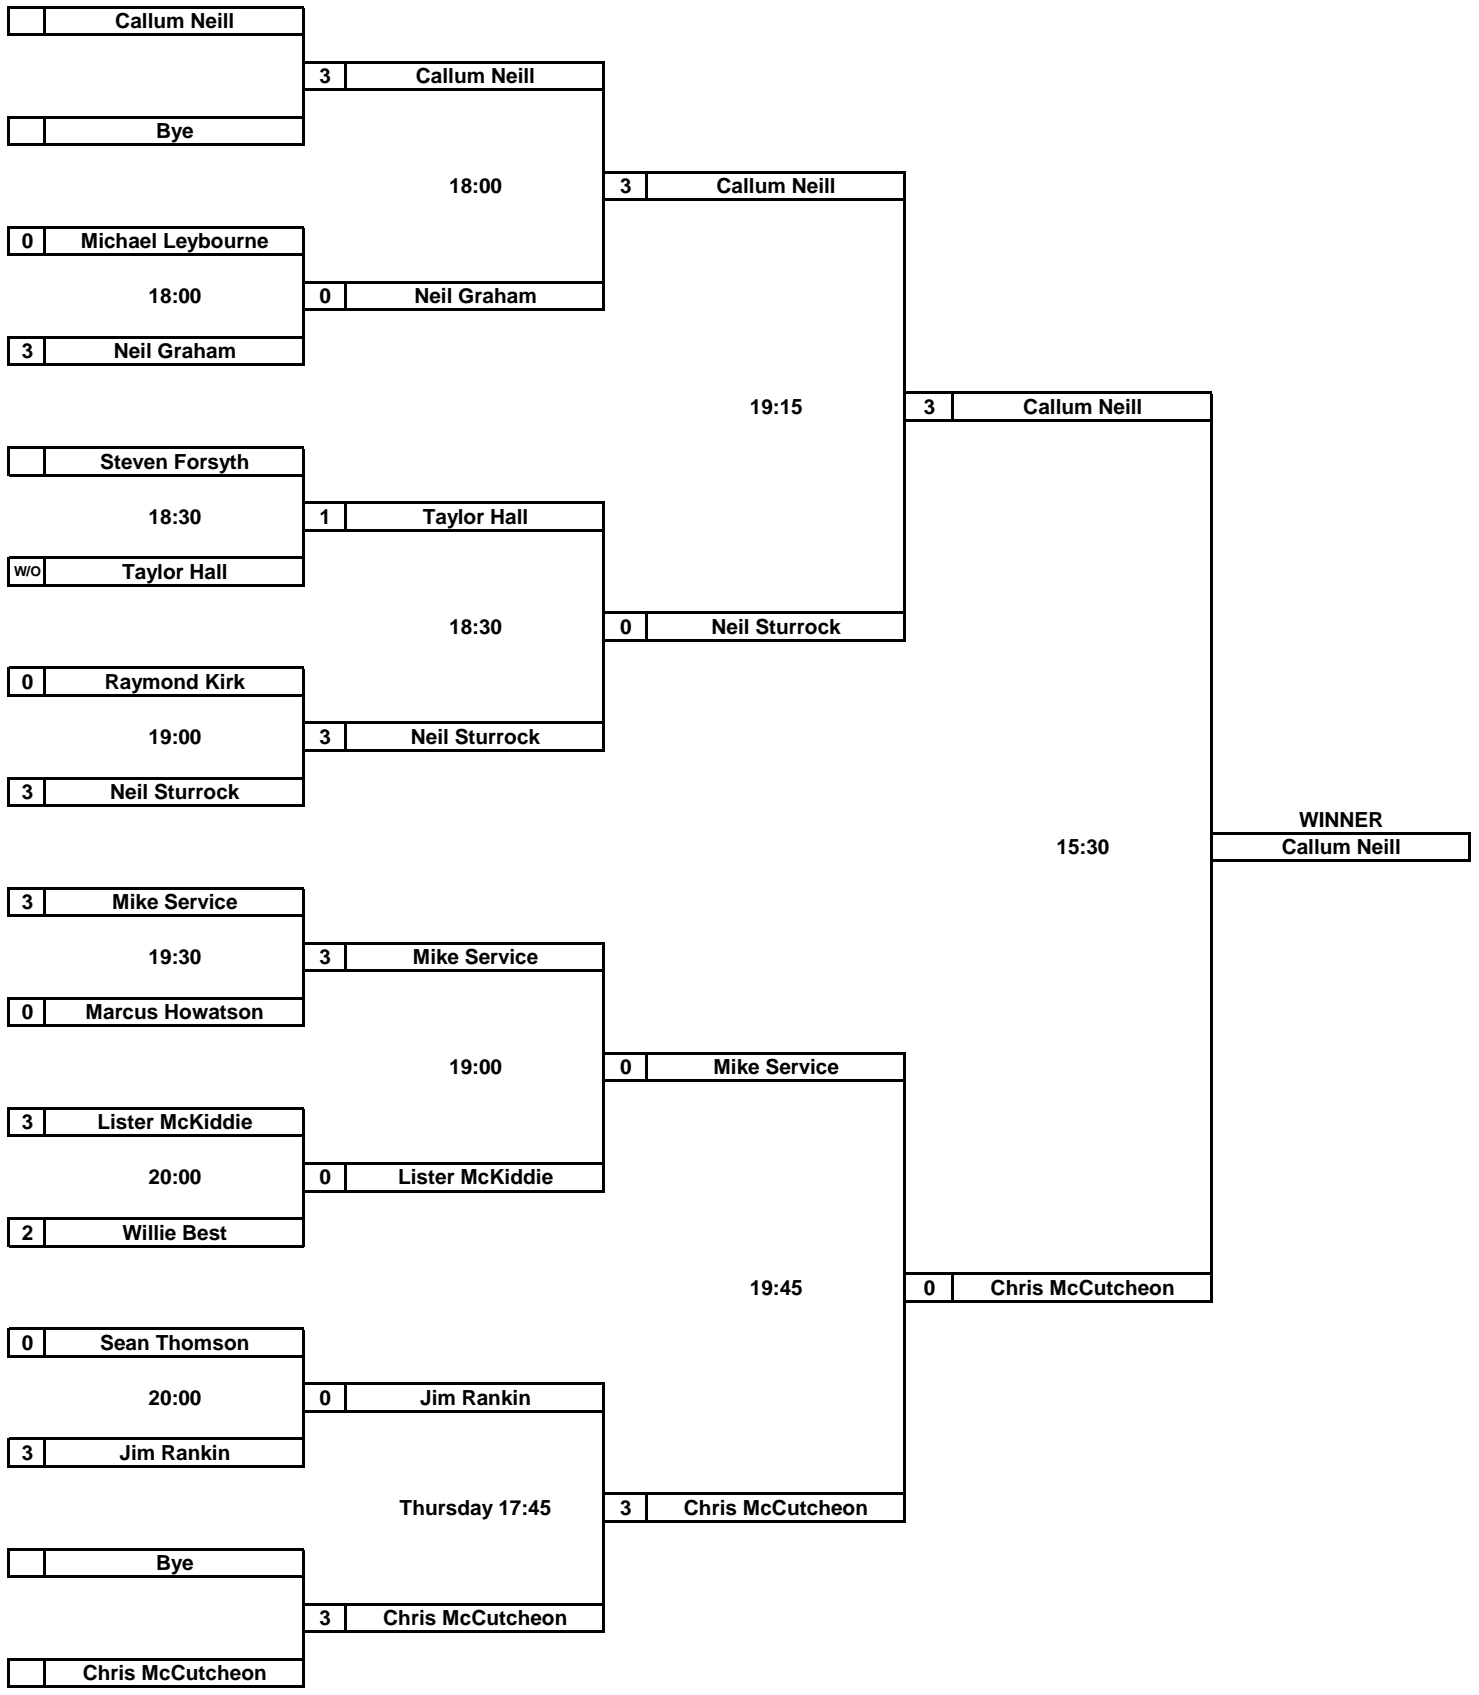 Callum Neill
3 Callum Neill
Bye
18:00
3 Callum Neill
0 Michael Leybourne
18:00
0 Neil Graham
3 Neil Graham
19:15
3 Callum Neill
Steven Forsyth
18:30
1 Taylor Hall
W/O Taylor Hall
18:30
0 Neil Sturrock
0 Raymond Kirk
19:00
3 Neil Sturrock
3 Neil Sturrock
WINNER
15:30
Callum Neill
3 Mike Service
19:30
3 Mike Service
0 Marcus Howatson
19:00
0 Mike Service
3 Lister McKiddie
20:00
0 Lister McKiddie
2 Willie Best
19:45
0 Chris McCutcheon
0 Sean Thomson
20:00
0 Jim Rankin
3 Jim Rankin
Thursday 17:45
3 Chris McCutcheon
Bye
3 Chris McCutcheon
Chris McCutcheon